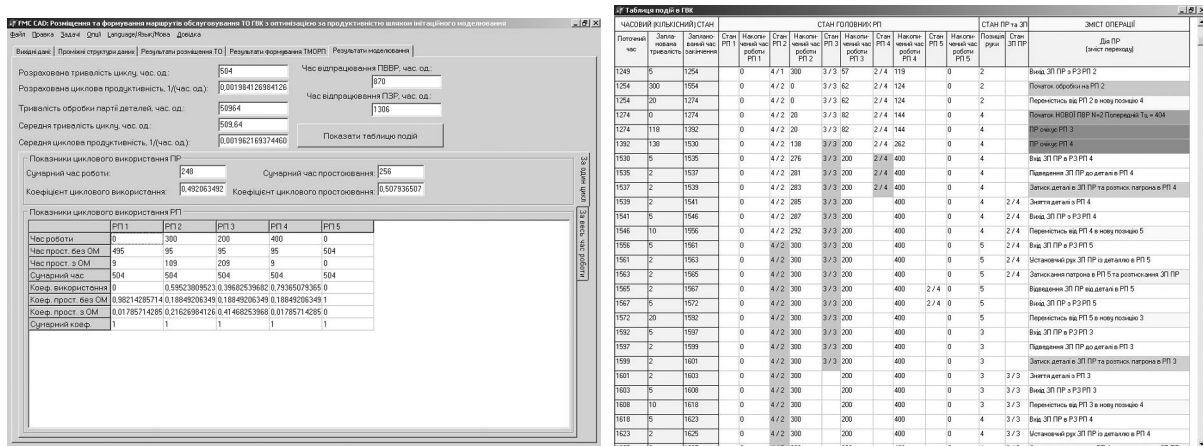 FMC CAD: Розміщення та формування маршрутів обслуговування ТО ГВК з оптимізацією за продуктивністю шляхом імітаційного моделювання
Файл Правка Задачі Опції Language/Язык/Мова Довідка
Вихідні дані Проміжні структури даних Результати розміщення ТО Результати формування ТМОРП Результати моделювання
Розрахована тривалість циклу, час. од.: 504
Розрахована циклова продуктивність, 1/(час. од.): 0,001984126984126
Тривалість обробки партії деталей, час. од.: 50964
Середня тривалість циклу, час. од.: 509,64
Середня циклова продуктивність, 1/(час. од.): 0,001962169374460
Час відпрацювання ПВВР, час. од.:
870
Час відпрацювання ПЗР, час. од.:
1306
Показати таблицю подій
Показники циклового використання ПР
Сумарний час роботи: 248 Сумарний час простоювання: 256
Коефіцієнт циклового використання: 0,492063492 Коефіцієнт циклового простоювання: 0,507936507
За один цикл
За весь час роботи
Показники циклового використання РП
РП 1 РП 2 РП 3 РП 4 РП 5
Час роботи 0 300 200 400 0
Час прост. без ОМ 495 95 95 95 504
Час прост. з ОМ 9 109 209 9 0
Сумарний час 504 504 504 504 504
Коеф. використання 0 0,59523809523 0,39682539682 0,79365079365 0
Коеф. прост. без ОМ 0,98214285714 0,18849206349 0,18849206349 0,18849206349 1
Коеф. прост. з ОМ 0,01785714285 0,21626984126 0,41468253968 0,01785714285 0
Сумарний коеф. 1 1 1 1 1
Таблиця подій в ГВК
ЧАСОВИЙ (КІЛЬКІСНИЙ) СТАН СТАН ГОЛОВНИХ РП СТАН ПР та ЗП ЗМІСТ ОПЕРАЦІЇ
Поточний час Запланована тривалість Запланований час закінчення Стан РП 1 Накопичений час роботи РП 1 Стан РП 2 Накопичений час роботи РП 2 Стан РП 3 Накопичений час роботи РП 3 Стан РП 4 Накопичений час роботи РП 4 Стан РП 5 Накопичений час роботи РП 5 Позиція руки Стан ЗП ПР Дія ПР (зміст переходу)
1249 5 1254 0 4 / 1 300 3 / 3 57 2 / 4 119 0 2 Вихід ЗП ПР з РЗ РП 2
1254 300 1554 0 4 / 2 0 3 / 3 62 2 / 4 124 0 2 Початок обробки на РП 2
1254 20 1274 0 4 / 2 0 3 / 3 62 2 / 4 124 0 2 Перемістись від РП 2 в нову позицію 4
1274 0 1274 0 4 / 2 20 3 / 3 82 2 / 4 144 0 4 Початок НОВОЇ ПВР N=2 Попередній Тц = 404
1274 118 1392 0 4 / 2 20 3 / 3 82 2 / 4 144 0 4 ПР очікує РП 3
1392 138 1530 0 4 / 2 138 3 / 3 200 2 / 4 262 0 4 ПР очікує РП 4
1530 5 1535 0 4 / 2 276 3 / 3 200 2 / 4 400 0 4 Вхід ЗП ПР в РЗ РП 4
1535 2 1537 0 4 / 2 281 3 / 3 200 2 / 4 400 0 4 Підведення ЗП ПР до деталі в РП 4
1537 2 1539 0 4 / 2 283 3 / 3 200 2 / 4 400 0 4 Затиск деталі в ЗП ПР та розтиск патрона в РП 4
1539 2 1541 0 4 / 2 285 3 / 3 200 400 0 4 2 / 4 Зняття деталі з РП 4
1541 5 1546 0 4 / 2 287 3 / 3 200 400 0 4 2 / 4 Вихід ЗП ПР з РЗ РП 4
1546 10 1556 0 4 / 2 292 3 / 3 200 400 0 4 2 / 4 Перемістись від РП 4 в нову позицію 5
1556 5 1561 0 4 / 2 300 3 / 3 200 400 0 5 2 / 4 Вхід ЗП ПР в РЗ РП 5
1561 2 1563 0 4 / 2 300 3 / 3 200 400 0 5 2 / 4 Установчий рух ЗП ПР із деталлю в РП 5
1563 2 1565 0 4 / 2 300 3 / 3 200 400 0 5 2 / 4 Затискання патрона в РП 5 та розтискання ЗП ПР
1565 2 1567 0 4 / 2 300 3 / 3 200 400 2 / 4 0 5 Відведення ЗП ПР від деталі в РП 5
1567 5 1572 0 4 / 2 300 3 / 3 200 400 2 / 4 0 5 Вихід ЗП ПР з РЗ РП 5
1572 20 1592 0 4 / 2 300 3 / 3 200 400 0 5 Перемістись від РП 5 в нову позицію 3
1592 5 1597 0 4 / 2 300 3 / 3 200 400 0 3 Вхід ЗП ПР в РЗ РП 3
1597 2 1599 0 4 / 2 300 3 / 3 200 400 0 3 Підведення ЗП ПР до деталі в РП 3
1599 2 1601 0 4 / 2 300 3 / 3 200 400 0 3 Затиск деталі в ЗП ПР та розтиск патрона в РП 3
1601 2 1603 0 4 / 2 300 200 400 0 3 3 / 3 Зняття деталі з РП 3
1603 5 1608 0 4 / 2 300 200 400 0 3 3 / 3 Вихід ЗП ПР з РЗ РП 3
1608 10 1618 0 4 / 2 300 200 400 0 3 3 / 3 Перемістись від РП 3 в нову позицію 4
1618 5 1623 0 4 / 2 300 200 400 0 4 3 / 3 Вхід ЗП ПР в РЗ РП 4
1623 2 1625 0 4 / 2 300 200 400 0 4 3 / 3 Установчий рух ЗП ПР із деталлю в РП 4